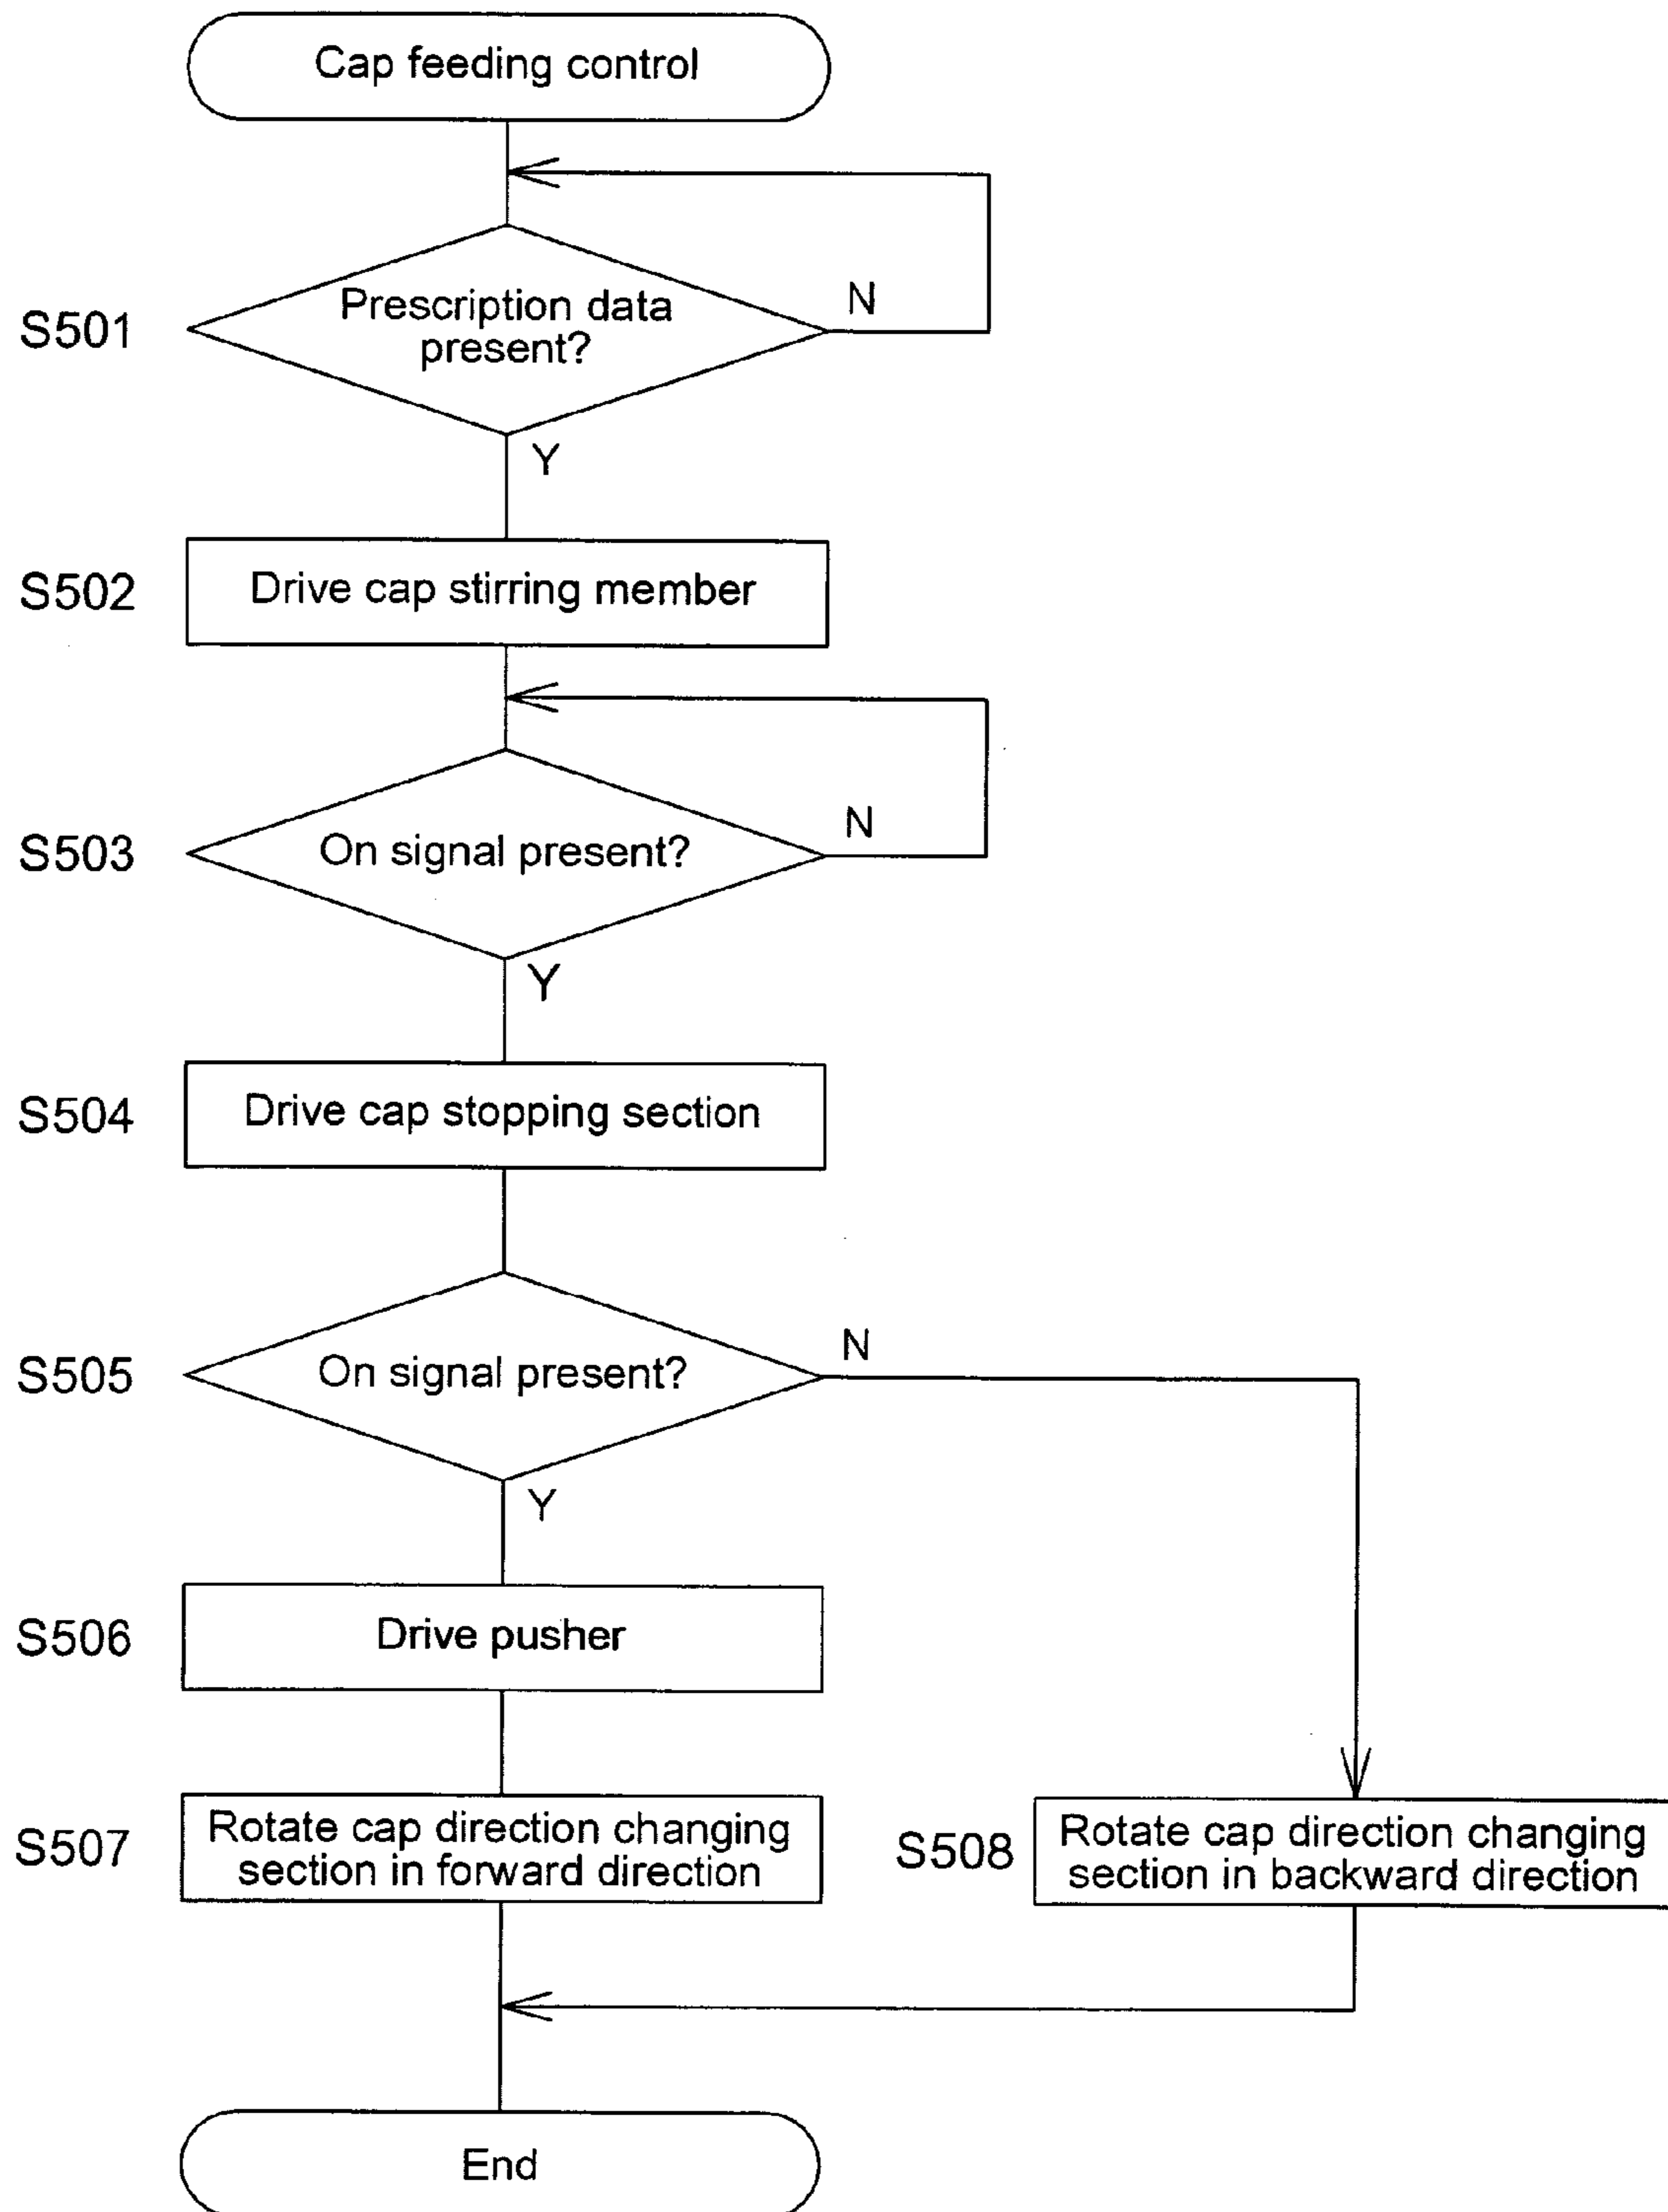 Cap feeding control
S501
Prescription data
present?
N
Y
S502
Drive cap stirring member
S503
On signal present?
N
Y
S504
Drive cap stopping section
S505
On signal present?
N
Y
S506
Drive pusher
S507
Rotate cap direction changing
section in forward direction
S508
Rotate cap direction changing
section in backward direction
End